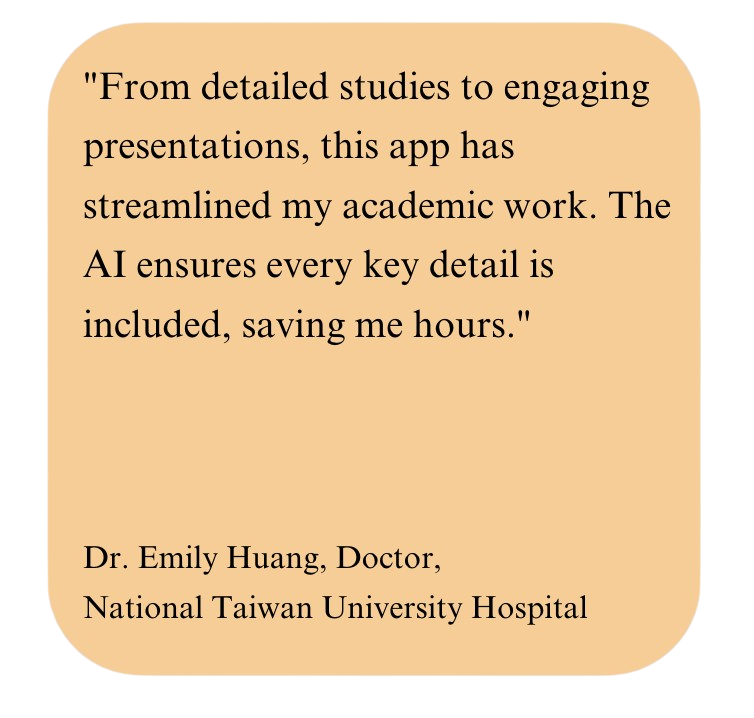 "From detailed studies to engaging
presentations, this app has
streamlined my academic work. The
AI ensures every key detail is
included, saving me hours."
Dr. Emily Huang, Doctor,
National Taiwan University Hospital